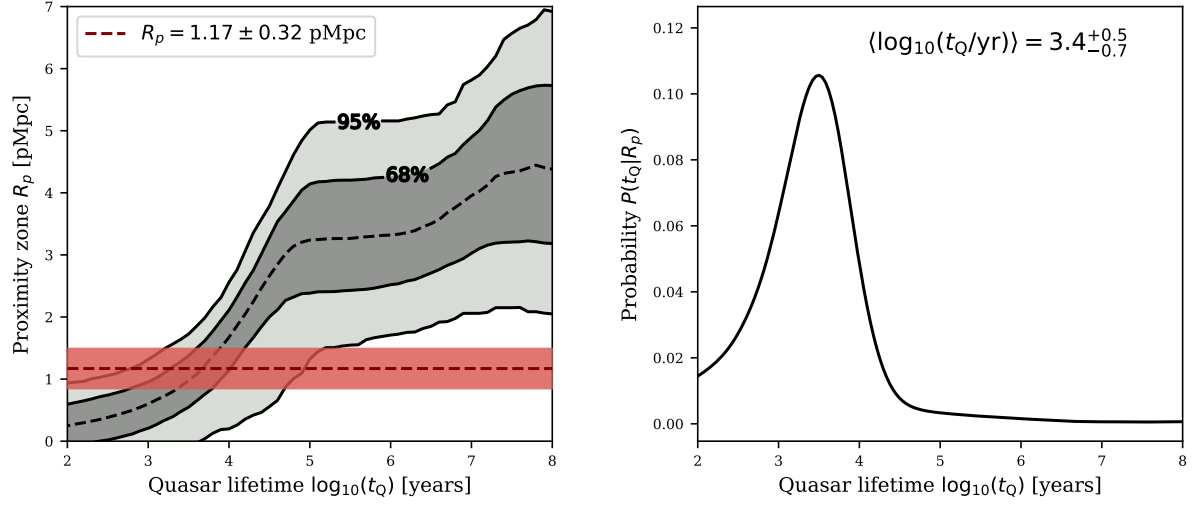 7
6
5
4
3
2
1
0
2 3 4 5 6 7 8
Proximity zone Rₚ [pMpc]
Quasar lifetime log₁₀(t_Q) [years]
Rₚ = 1.17 ± 0.32 pMpc
95%
68%
0.12
0.10
0.08
0.06
0.04
0.02
0.00
2 3 4 5 6 7 8
Probability P(t_Q|Rₚ)
Quasar lifetime log₁₀(t_Q) [years]
⟨log₁₀(t_Q/yr)⟩ = 3.4^{+0.5}_{−0.7}